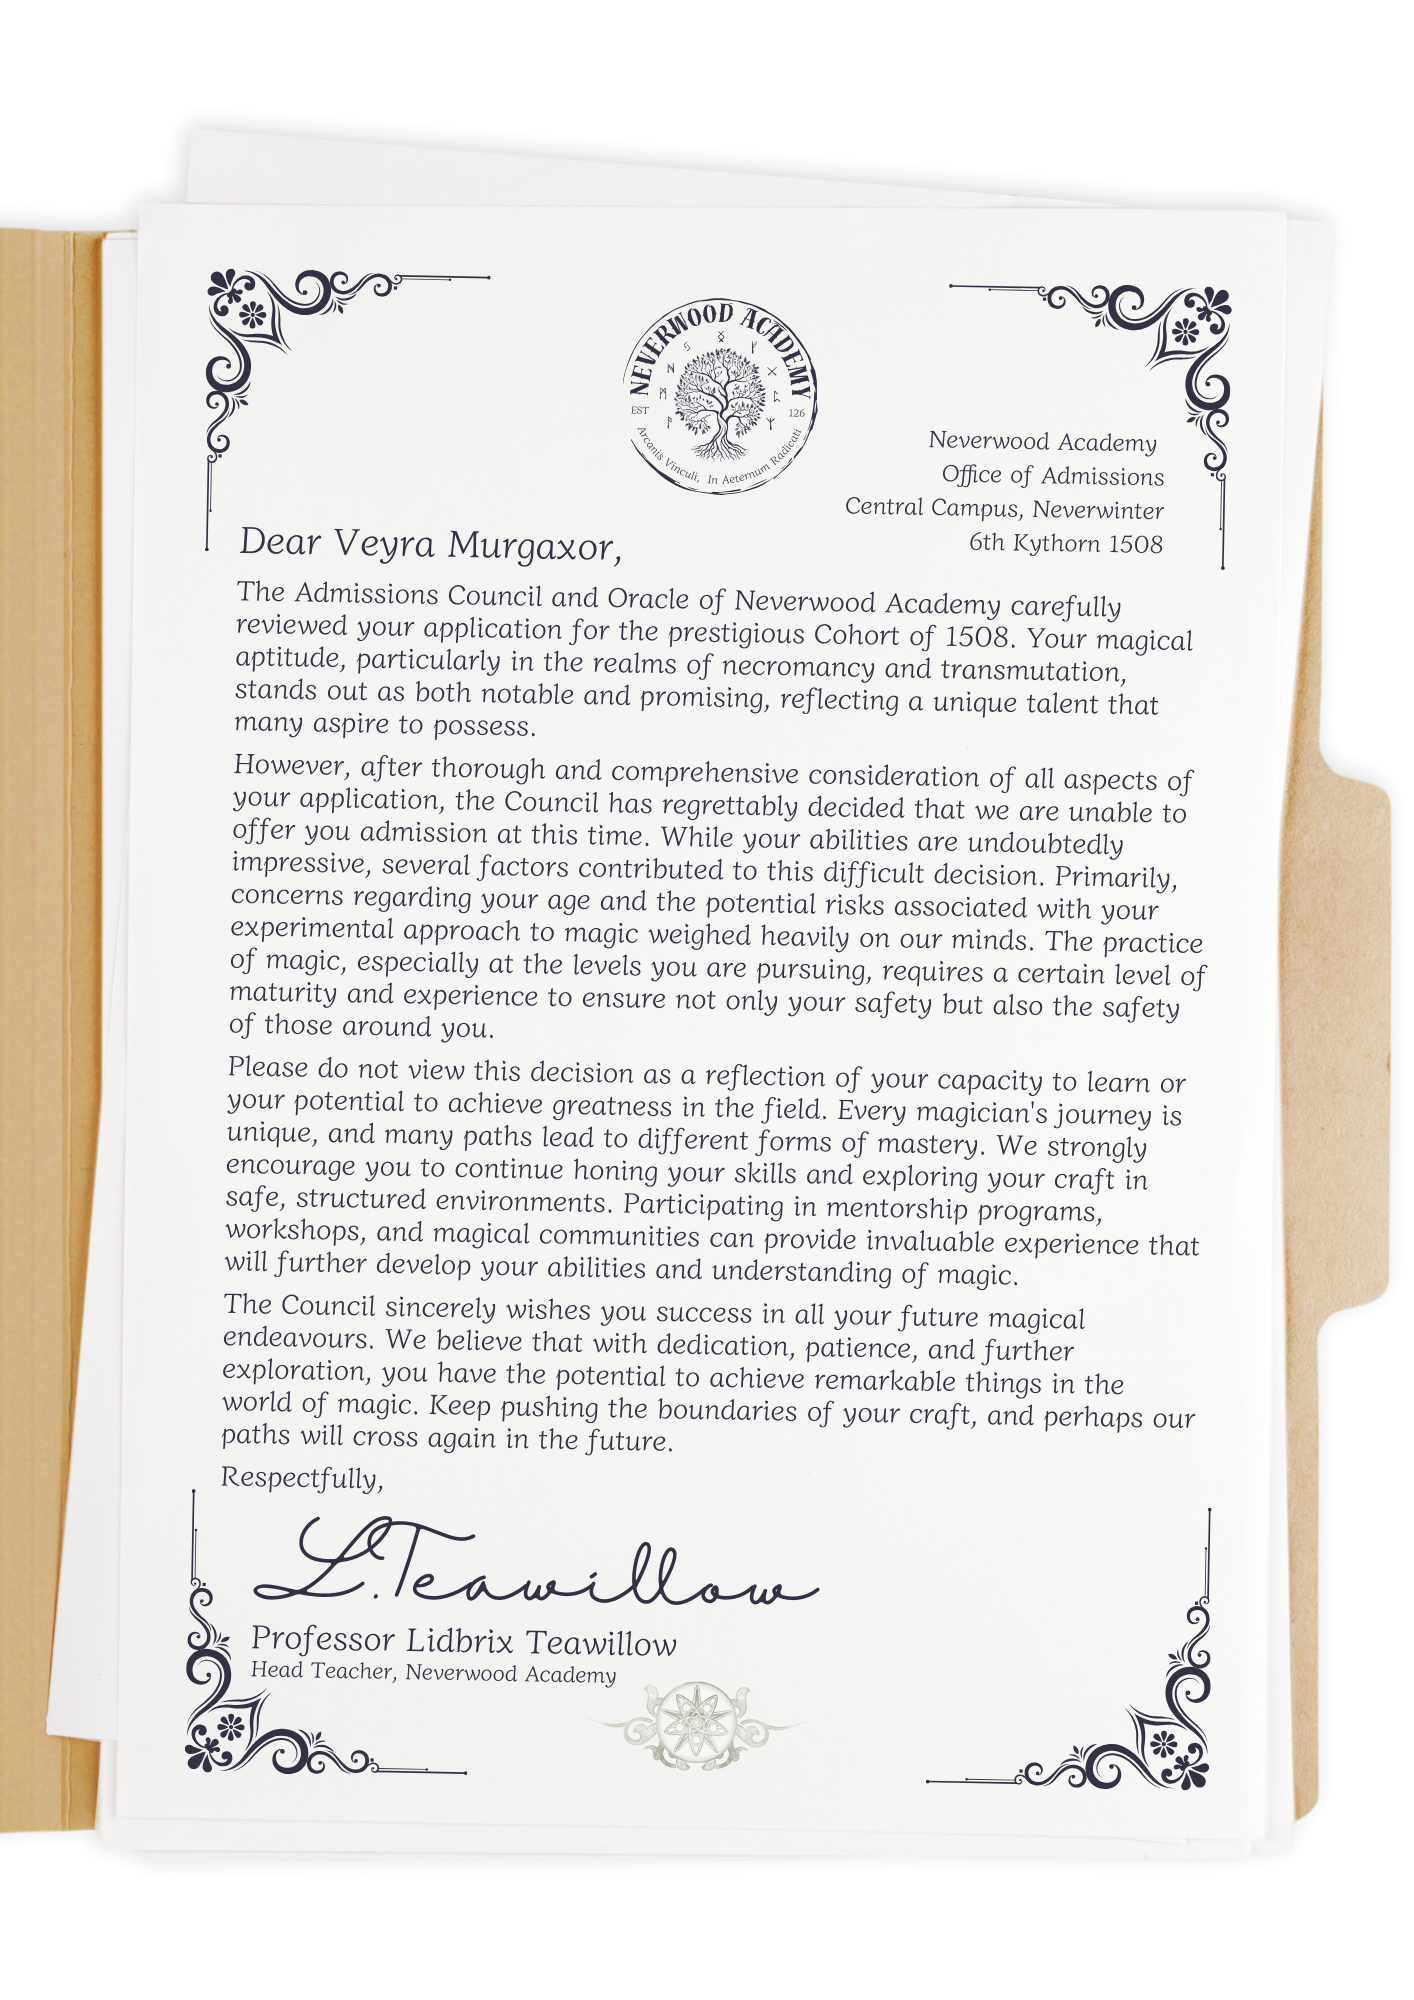 NEVERWOOD ACADEMY
EST 126
Arcanis Vinculi, In Aeternum Radicati
Neverwood Academy
Office of Admissions
Central Campus, Neverwinter
6th Kythorn 1508
Dear Veyra Murgaxor,
The Admissions Council and Oracle of Neverwood Academy carefully
reviewed your application for the prestigious Cohort of 1508. Your magical
aptitude, particularly in the realms of necromancy and transmutation,
stands out as both notable and promising, reflecting a unique talent that
many aspire to possess.
However, after thorough and comprehensive consideration of all aspects of
your application, the Council has regrettably decided that we are unable to
offer you admission at this time. While your abilities are undoubtedly
impressive, several factors contributed to this difficult decision. Primarily,
concerns regarding your age and the potential risks associated with your
experimental approach to magic weighed heavily on our minds. The practice
of magic, especially at the levels you are pursuing, requires a certain level of
maturity and experience to ensure not only your safety but also the safety
of those around you.
Please do not view this decision as a reflection of your capacity to learn or
your potential to achieve greatness in the field. Every magician's journey is
unique, and many paths lead to different forms of mastery. We strongly
encourage you to continue honing your skills and exploring your craft in
safe, structured environments. Participating in mentorship programs,
workshops, and magical communities can provide invaluable experience that
will further develop your abilities and understanding of magic.
The Council sincerely wishes you success in all your future magical
endeavours. We believe that with dedication, patience, and further
exploration, you have the potential to achieve remarkable things in the
world of magic. Keep pushing the boundaries of your craft, and perhaps our
paths will cross again in the future.
Respectfully,
L.Teawillow
Professor Lidbrix Teawillow
Head Teacher, Neverwood Academy